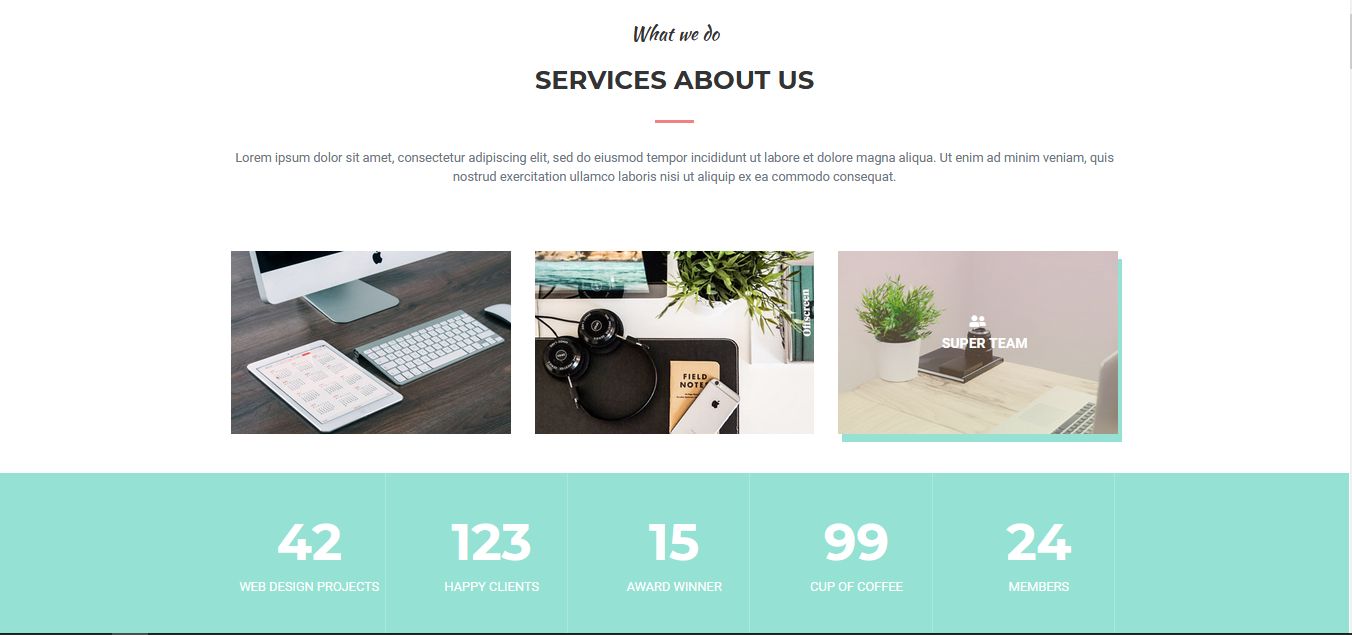 What we do
SERVICES ABOUT US
Lorem ipsum dolor sit amet, consectetur adipiscing elit, sed do eiusmod tempor incididunt ut labore et dolore magna aliqua. Ut enim ad minim veniam, quis
nostrud exercitation ullamco laboris nisi ut aliquip ex ea commodo consequat.
Offscreen
FIELD
NOTES
SUPER TEAM
42
123
15
99
24
WEB DESIGN PROJECTS
HAPPY CLIENTS
AWARD WINNER
CUP OF COFFEE
MEMBERS